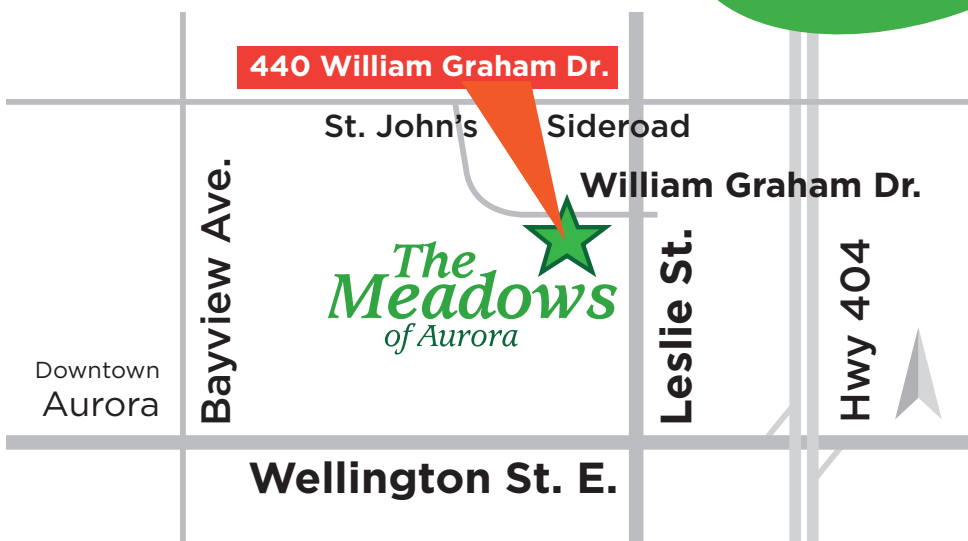 440 William Graham Dr.
St. John's Sideroad
William Graham Dr.
Bayview Ave.
The
Meadows
of Aurora
Leslie St.
Hwy 404
Downtown
Aurora
Wellington St. E.